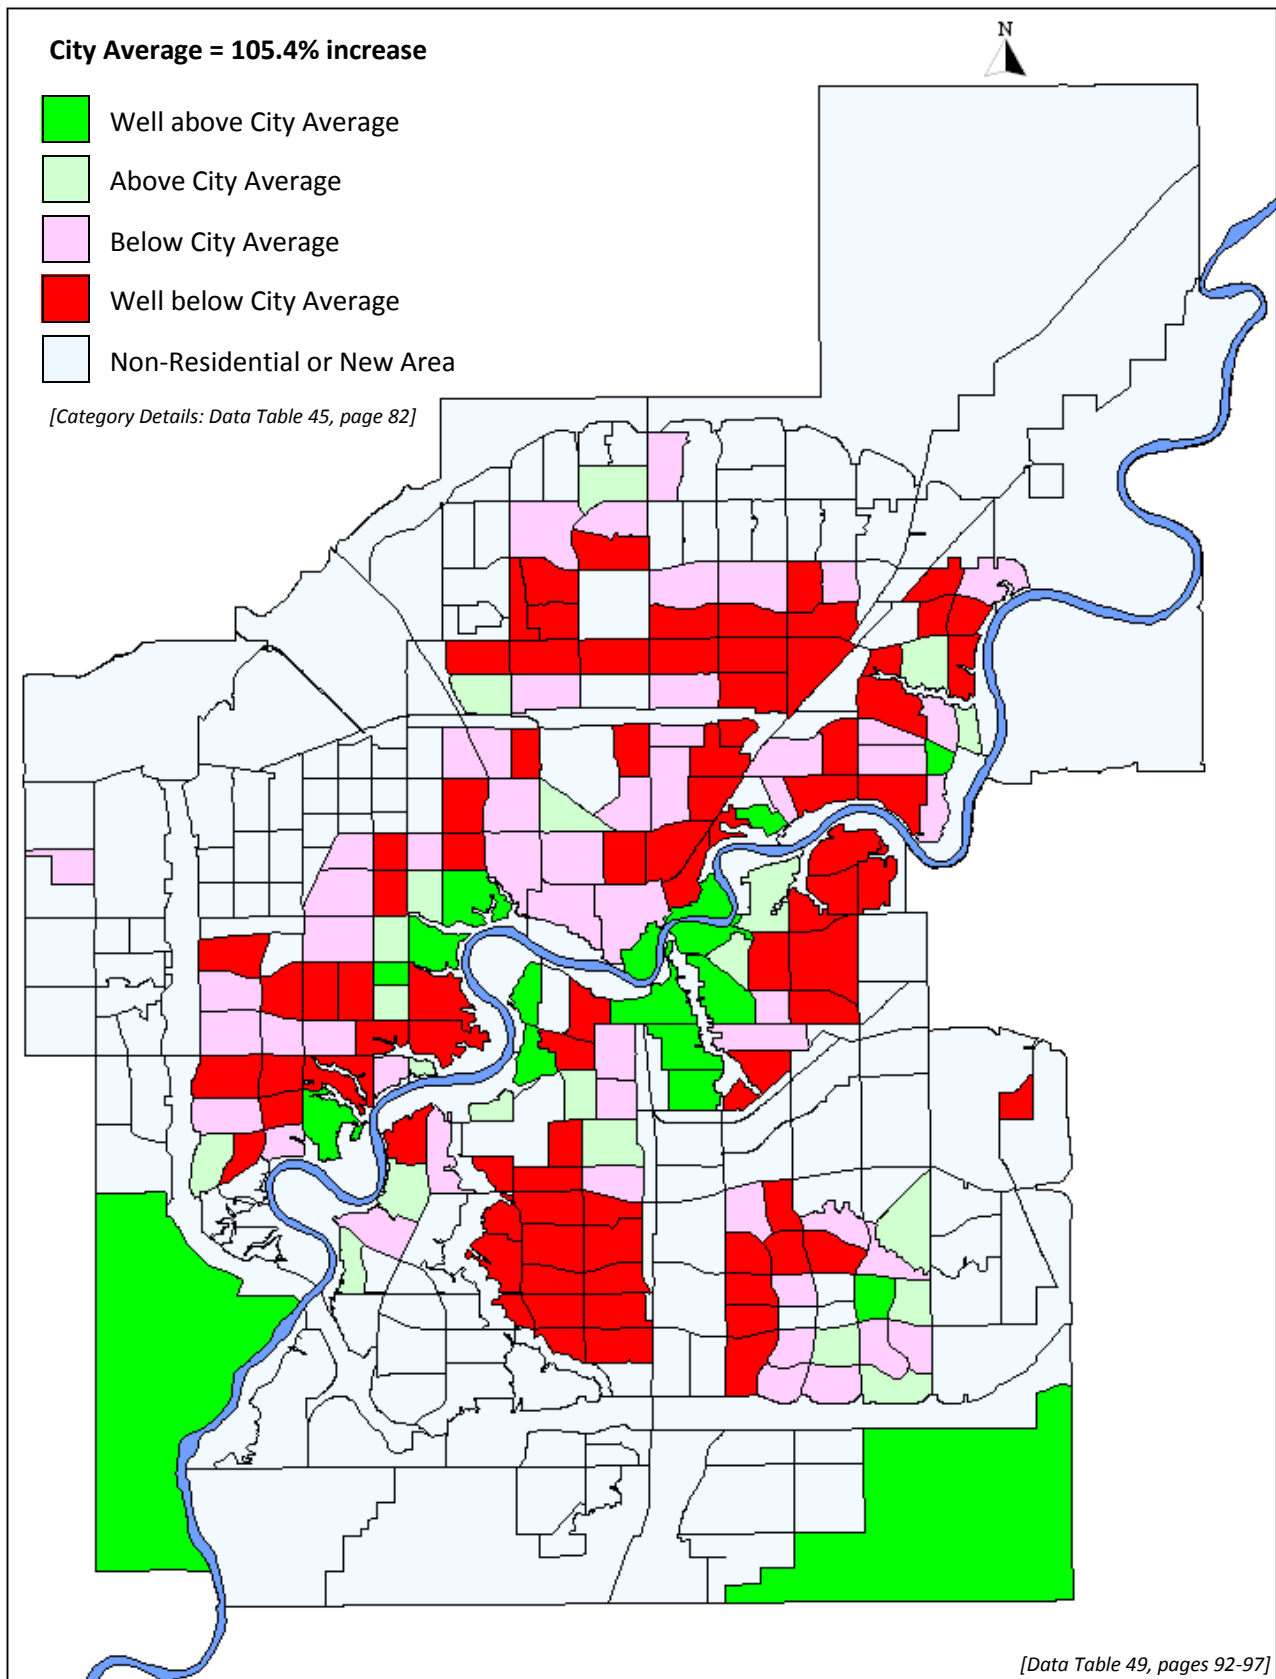 City Average = 105.4% increase
N
Well above City Average
Above City Average
Below City Average
Well below City Average
Non-Residential or New Area
[Category Details: Data Table 45, page 82]
[Data Table 49, pages 92-97]